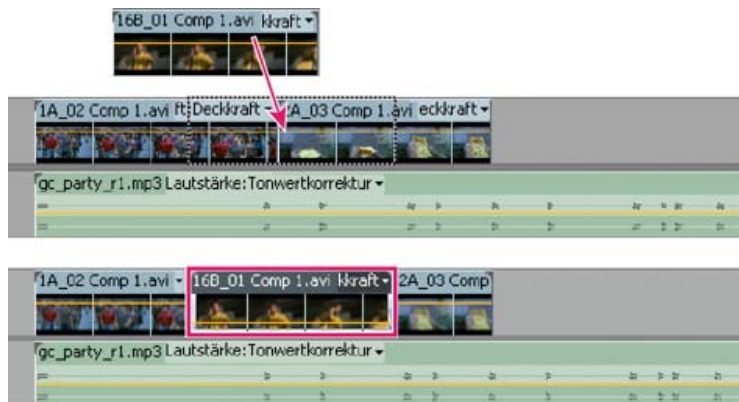 16B_01 Comp 1.avi kkraft
1A_02 Comp 1.avi ft:Deckkraft 2A_03 Comp 1.avi eckkraft
gc_party_r1.mp3 Lautstärke:Tonwertkorrektur
1A_02 Comp 1.avi 16B_01 Comp 1.avi kkraft 2A_03 Comp
gc_party_r1.mp3 Lautstärke:Tonwertkorrektur